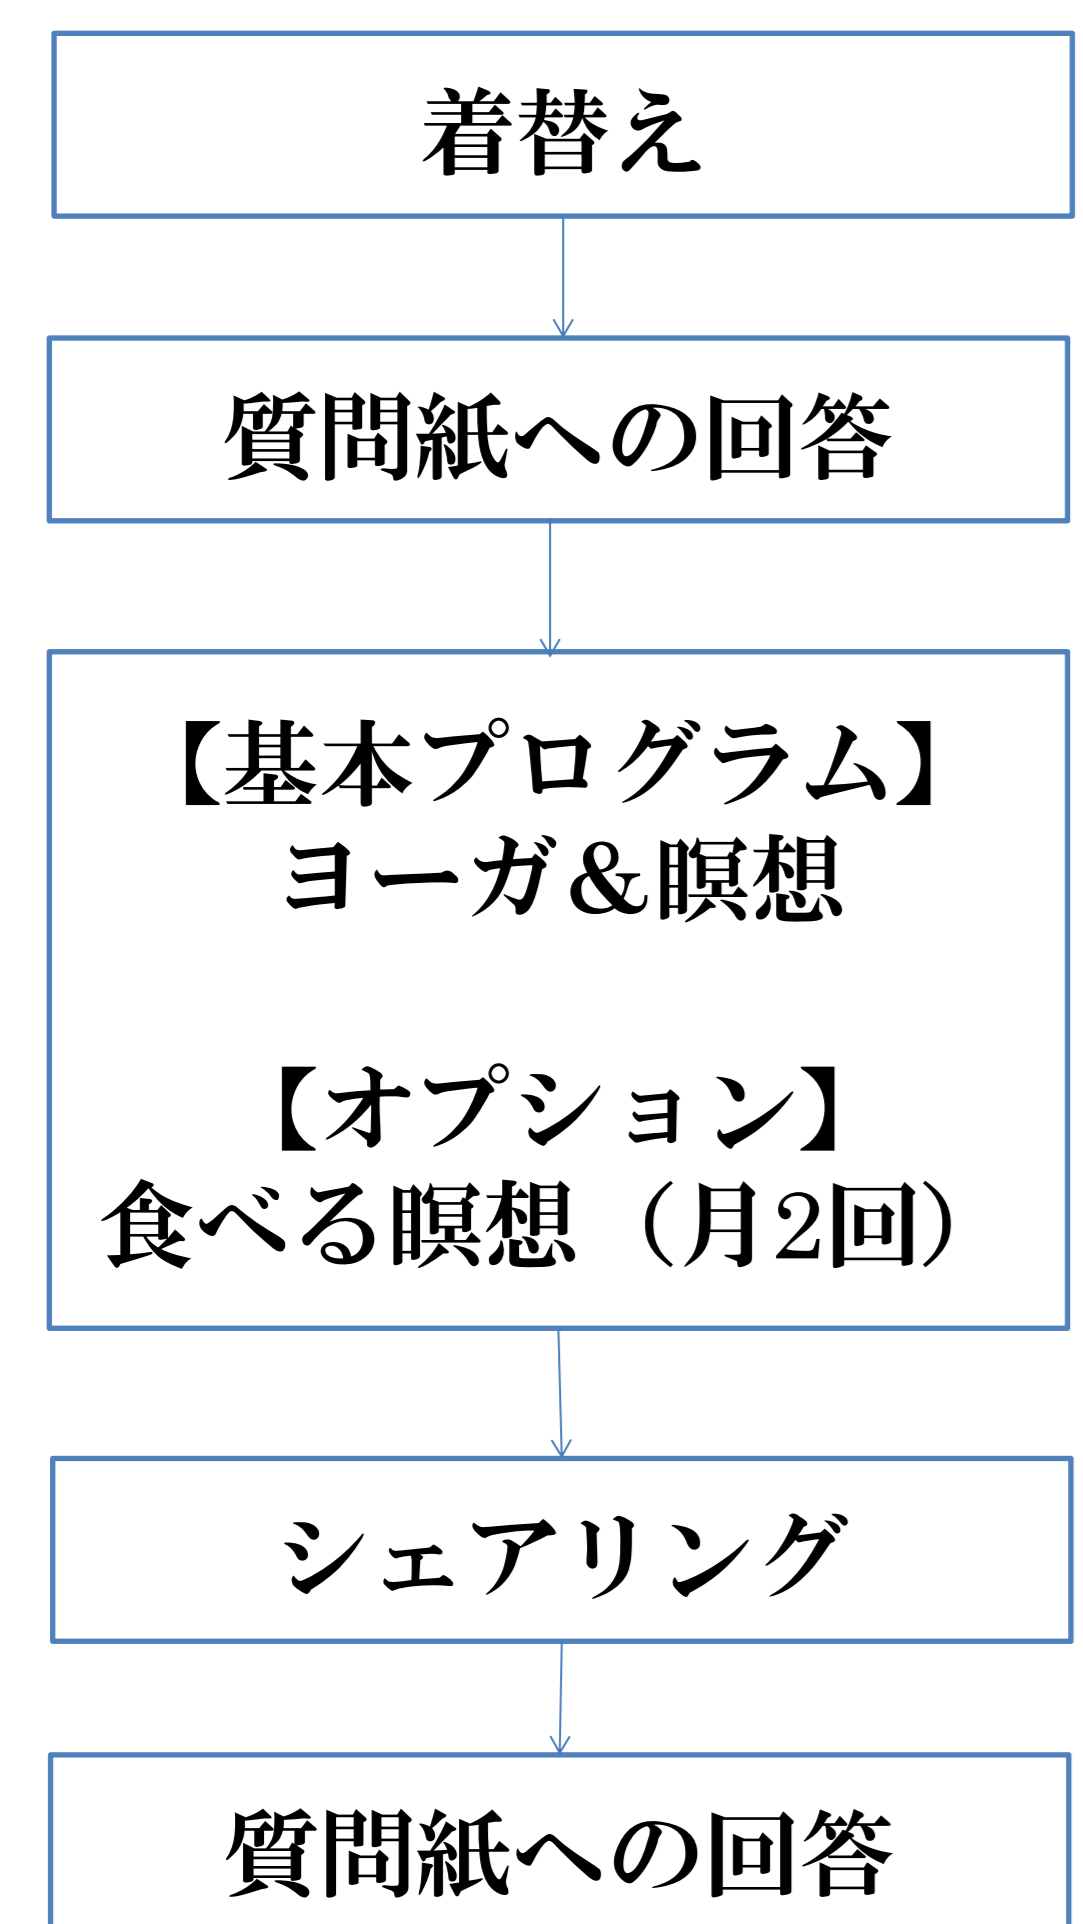 着替え
質問紙への回答
【基本プログラム】
ヨーガ&瞑想
【オプション】
食べる瞑想（月2回）
シェアリング
質問紙への回答